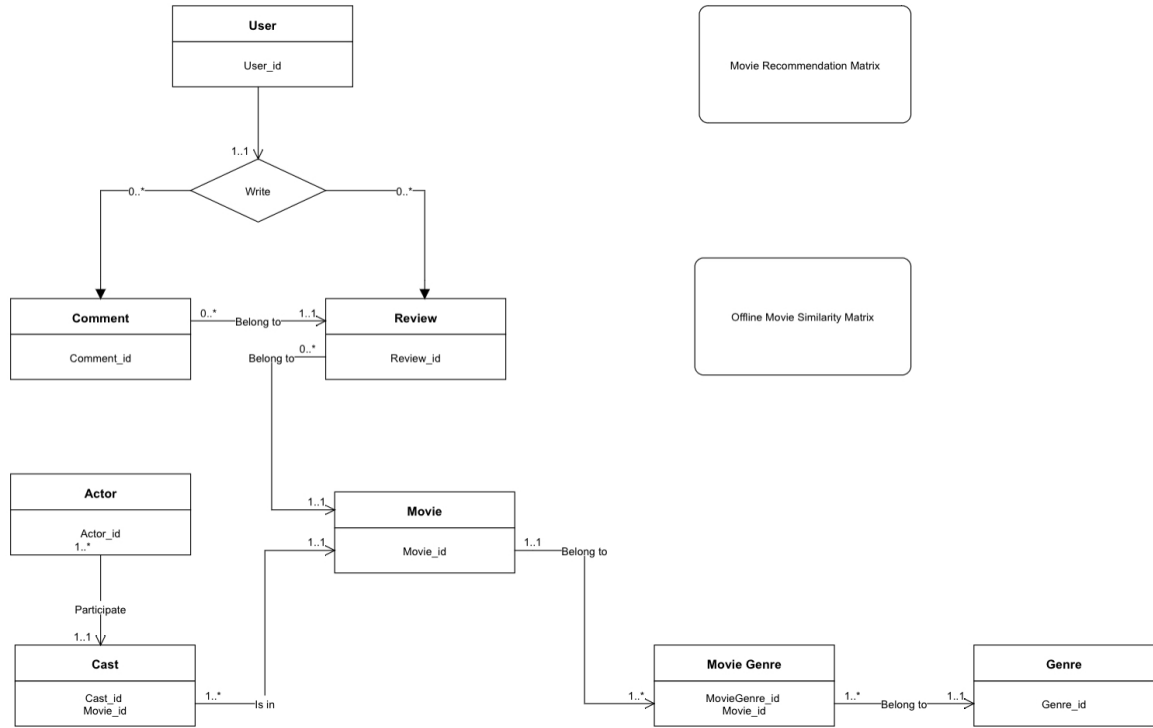 User
User_id
Movie Recommendation Matrix
1..1
Write
0..*
0..*
Offline Movie Similarity Matrix
Comment
Comment_id
0..*
Belong to
1..1
Review
Review_id
0..*
Belong to
1..1
Actor
Actor_id
1..*
Movie
Movie_id
1..1
1..1
Belong to
Participate
1..1
Cast
Cast_id
Movie_id
1..*
Is in
1..*
Movie Genre
MovieGenre_id
Movie_id
1..*
Belong to
1..1
Genre
Genre_id